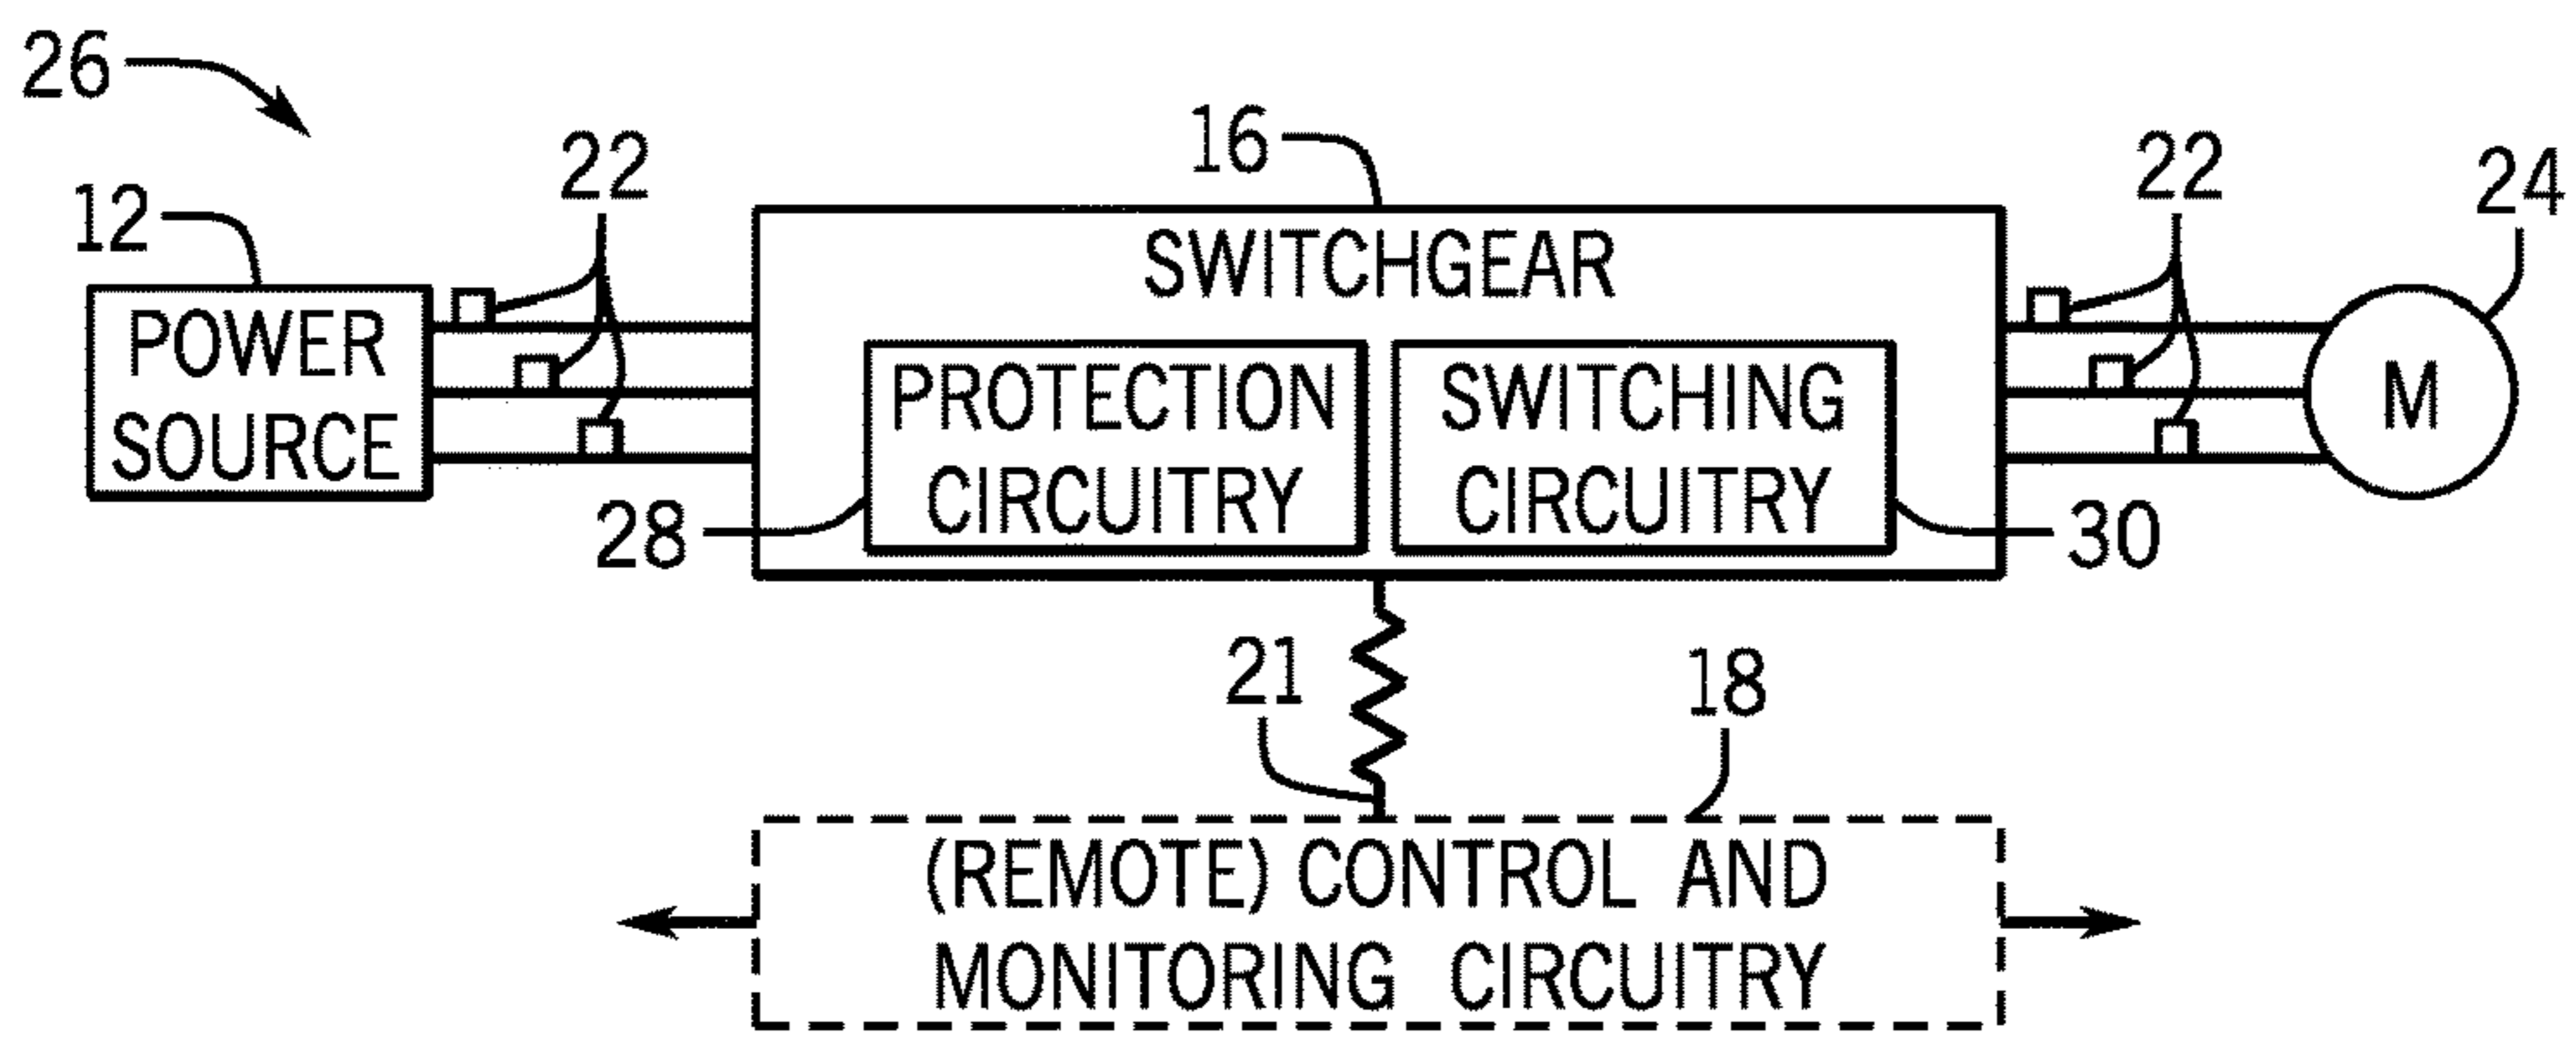 26
12
22
16
22
24
POWER
SOURCE
SWITCHGEAR
PROTECTION
CIRCUITRY
SWITCHING
CIRCUITRY
M
28
30
21
18
(REMOTE) CONTROL AND
MONITORING CIRCUITRY